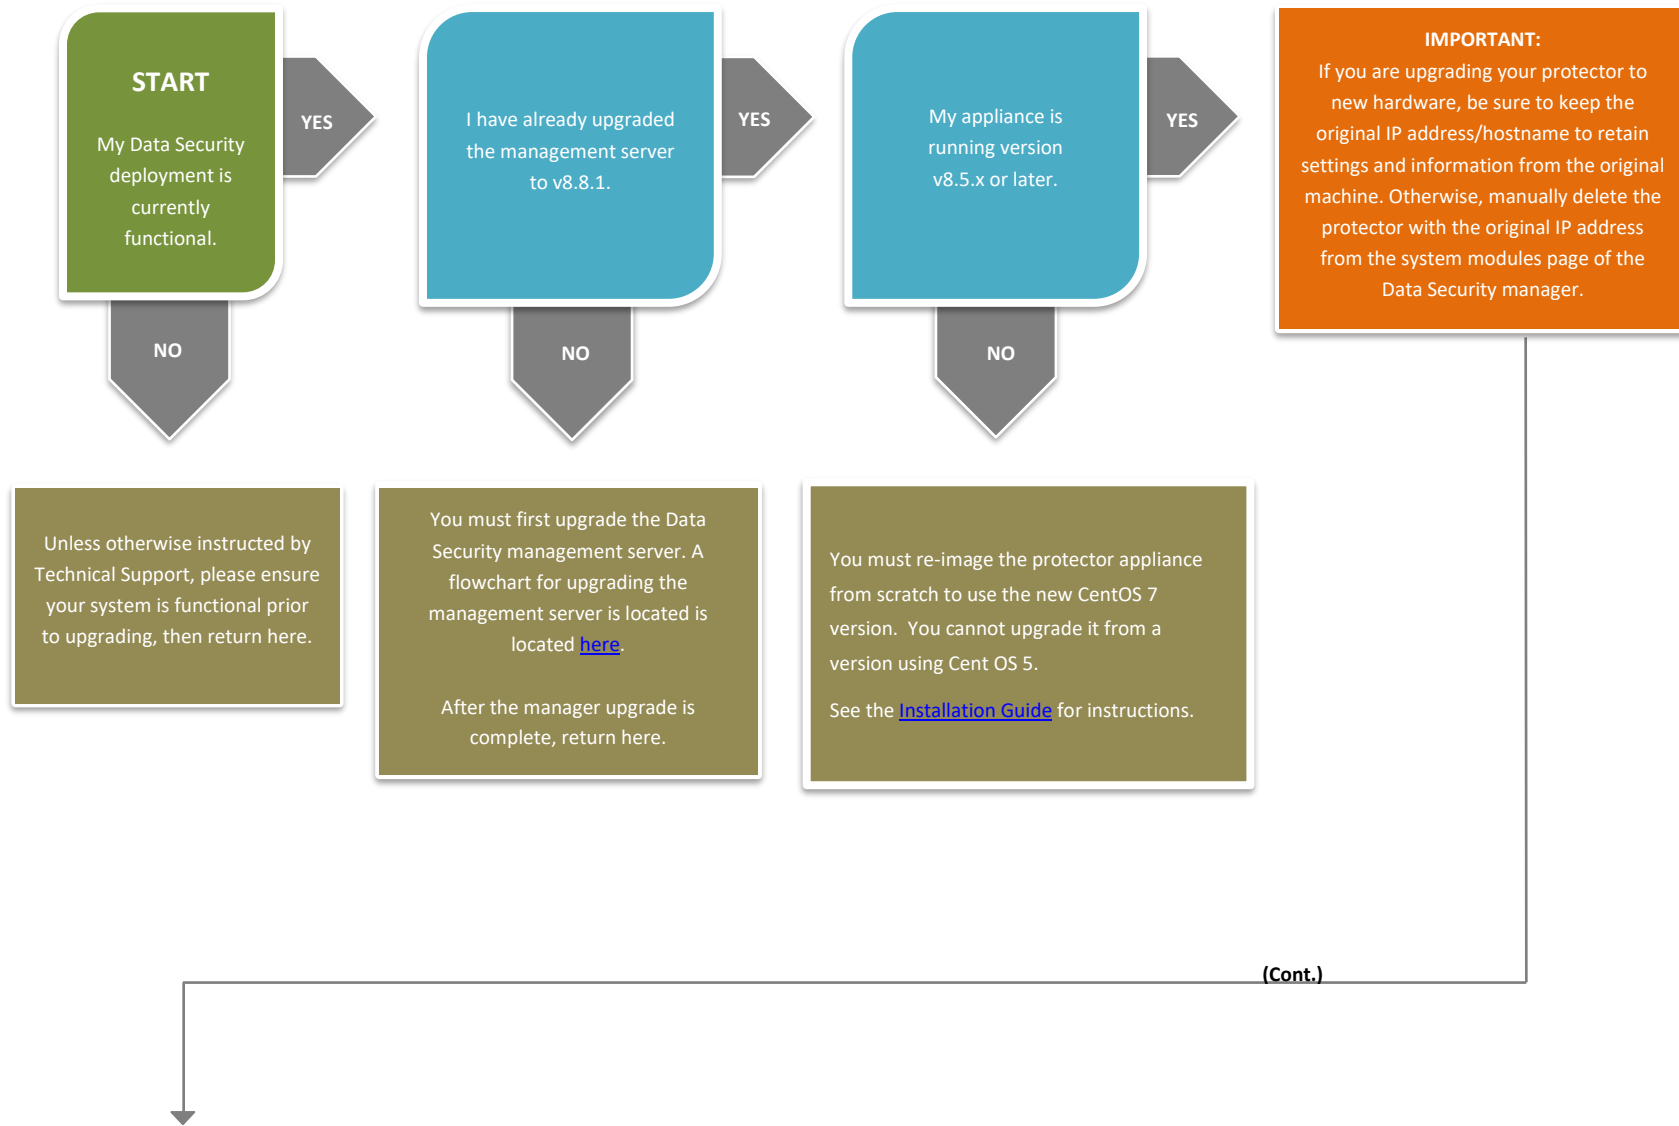 START
My Data Security
deployment is
currently
functional.
YES
I have already upgraded
the management server
to v8.8.1.
YES
My appliance is
running version
v8.5.x or later.
YES
IMPORTANT:
If you are upgrading your protector to
new hardware, be sure to keep the
original IP address/hostname to retain
settings and information from the original
machine. Otherwise, manually delete the
protector with the original IP address
from the system modules page of the
Data Security manager.
NO
NO
NO
Unless otherwise instructed by
Technical Support, please ensure
your system is functional prior
to upgrading, then return here.
You must first upgrade the Data
Security management server. A
flowchart for upgrading the
management server is located is
located here.
After the manager upgrade is
complete, return here.
You must re-image the protector appliance
from scratch to use the new CentOS 7
version.  You cannot upgrade it from a
version using Cent OS 5.
See the Installation Guide for instructions.
(Cont.)